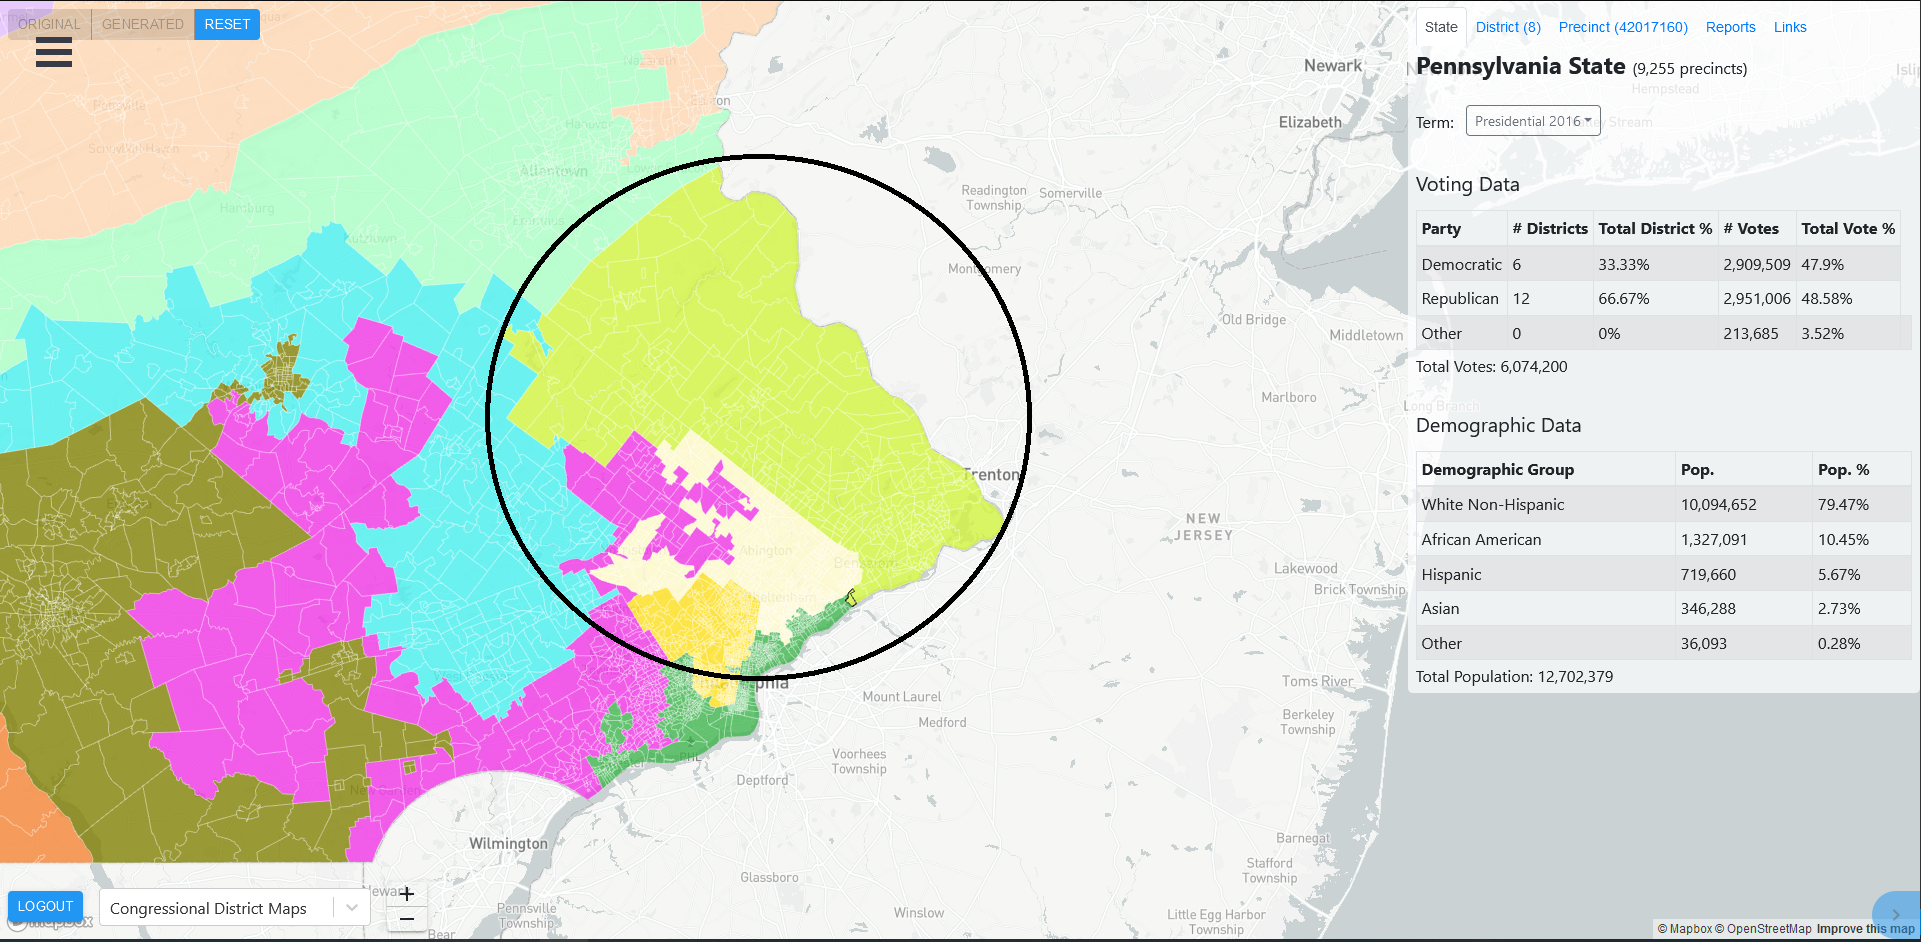 ORIGINAL GENERATED RESET
State District (8) Precinct (42017160) Reports Links
Pennsylvania State (9,255 precincts)
Term: Presidential 2016
Voting Data
Party # Districts Total District % # Votes Total Vote %
Democratic 6 33.33% 2,909,509 47.9%
Republican 12 66.67% 2,951,006 48.58%
Other 0 0% 213,685 3.52%
Total Votes: 6,074,200
Demographic Data
Demographic Group Pop. Pop. %
White Non-Hispanic 10,094,652 79.47%
African American 1,327,091 10.45%
Hispanic 719,660 5.67%
Asian 346,288 2.73%
Other 36,093 0.28%
Total Population: 12,702,379
Newark
Elizabeth
Hempstead
Nazareth
Allentown
Hamburg
Kutztown
Readington
Township
Somerville
Montgomery
Old Bridge
Middletown
Marlboro
Long Branch
Trenton
NEW
JERSEY
Abington
Lakewood
Brick Township
Toms River
Mount Laurel
Medford
Berkeley
Township
Voorhees
Township
PHL
Deptford
Wilmington
Barnegat
Stafford
Township
Glassboro
Winslow
Pennsville
Township
Bear
Little Egg Harbor
Township
LOGOUT
Congressional District Maps
+
−
mapbox
© Mapbox © OpenStreetMap Improve this map